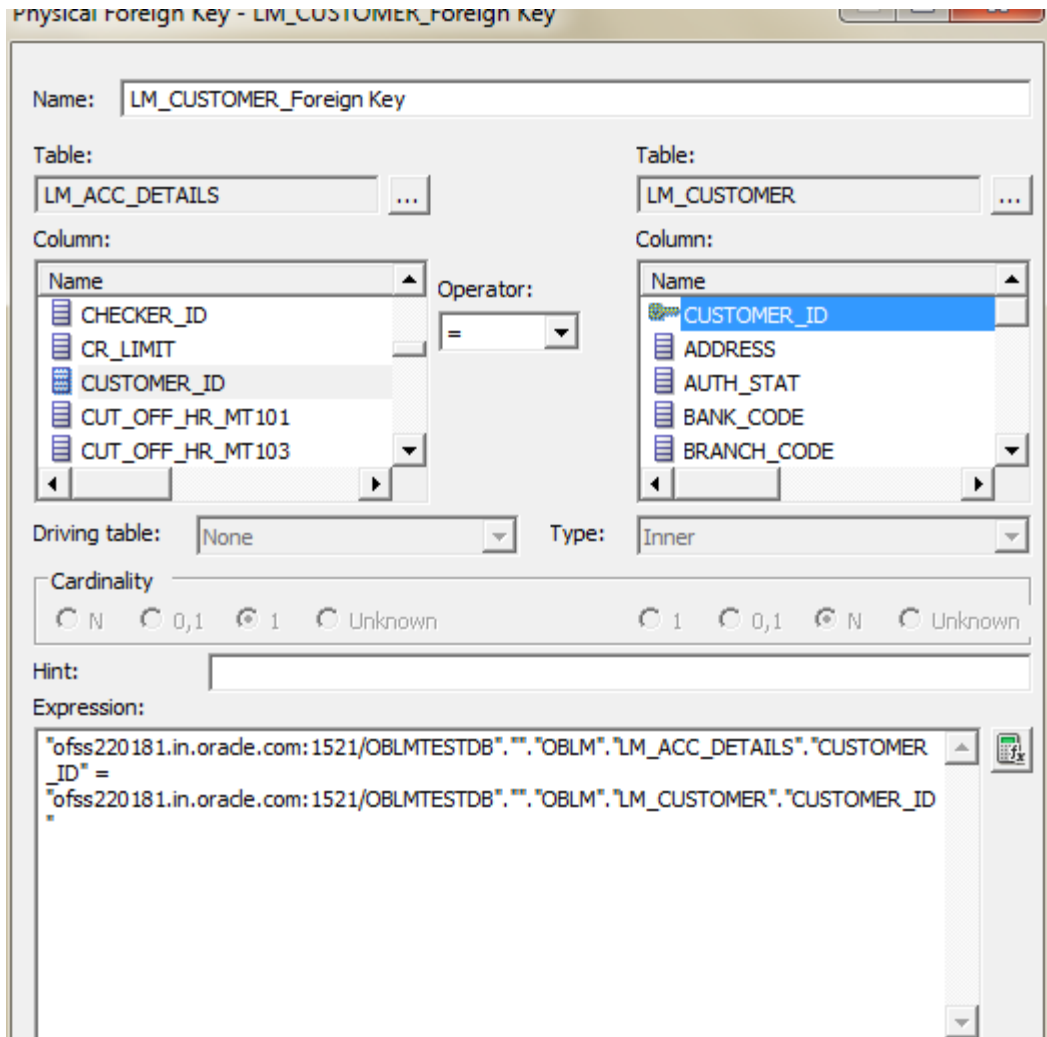 Physical Foreign Key - LM_CUSTOMER_Foreign Key
Name: LM_CUSTOMER_Foreign Key
Table: Table:
LM_ACC_DETAILS ... LM_CUSTOMER ...
Column: Column:
Name Operator: Name
CHECKER_ID = CUSTOMER_ID
CR_LIMIT ADDRESS
CUSTOMER_ID AUTH_STAT
CUT_OFF_HR_MT101 BANK_CODE
CUT_OFF_HR_MT103 BRANCH_CODE
Driving table: None Type: Inner
Cardinality
N 0,1 1 Unknown 1 0,1 N Unknown
Hint:
Expression:
"ofss220181.in.oracle.com:1521/OBLMTESTDB".""."OBLM"."LM_ACC_DETAILS"."CUSTOMER
_ID" =
"ofss220181.in.oracle.com:1521/OBLMTESTDB".""."OBLM"."LM_CUSTOMER"."CUSTOMER_ID
"
fx